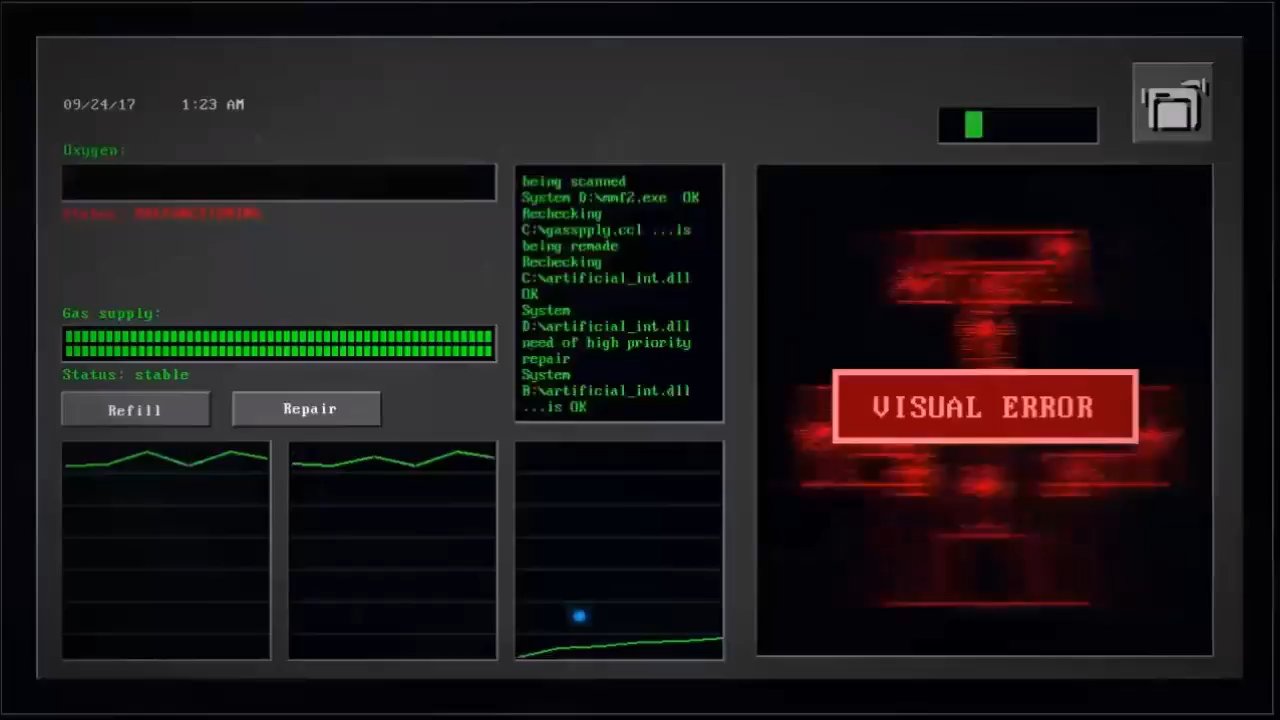 09/24/17 1:23 AM
Oxygen:
Status: MALFUNCTIONING
Gas supply:
Status: stable
Refill
Repair
being scanned
System D:\mmf2.exe OK
Rechecking
C:\gasspply.ccl ...is
being remade
Rechecking
C:\artificial_int.dll
OK
System
D:\artificial_int.dll
need of high priority
repair
System
B:\artificial_int.dll
...is OK
VISUAL ERROR